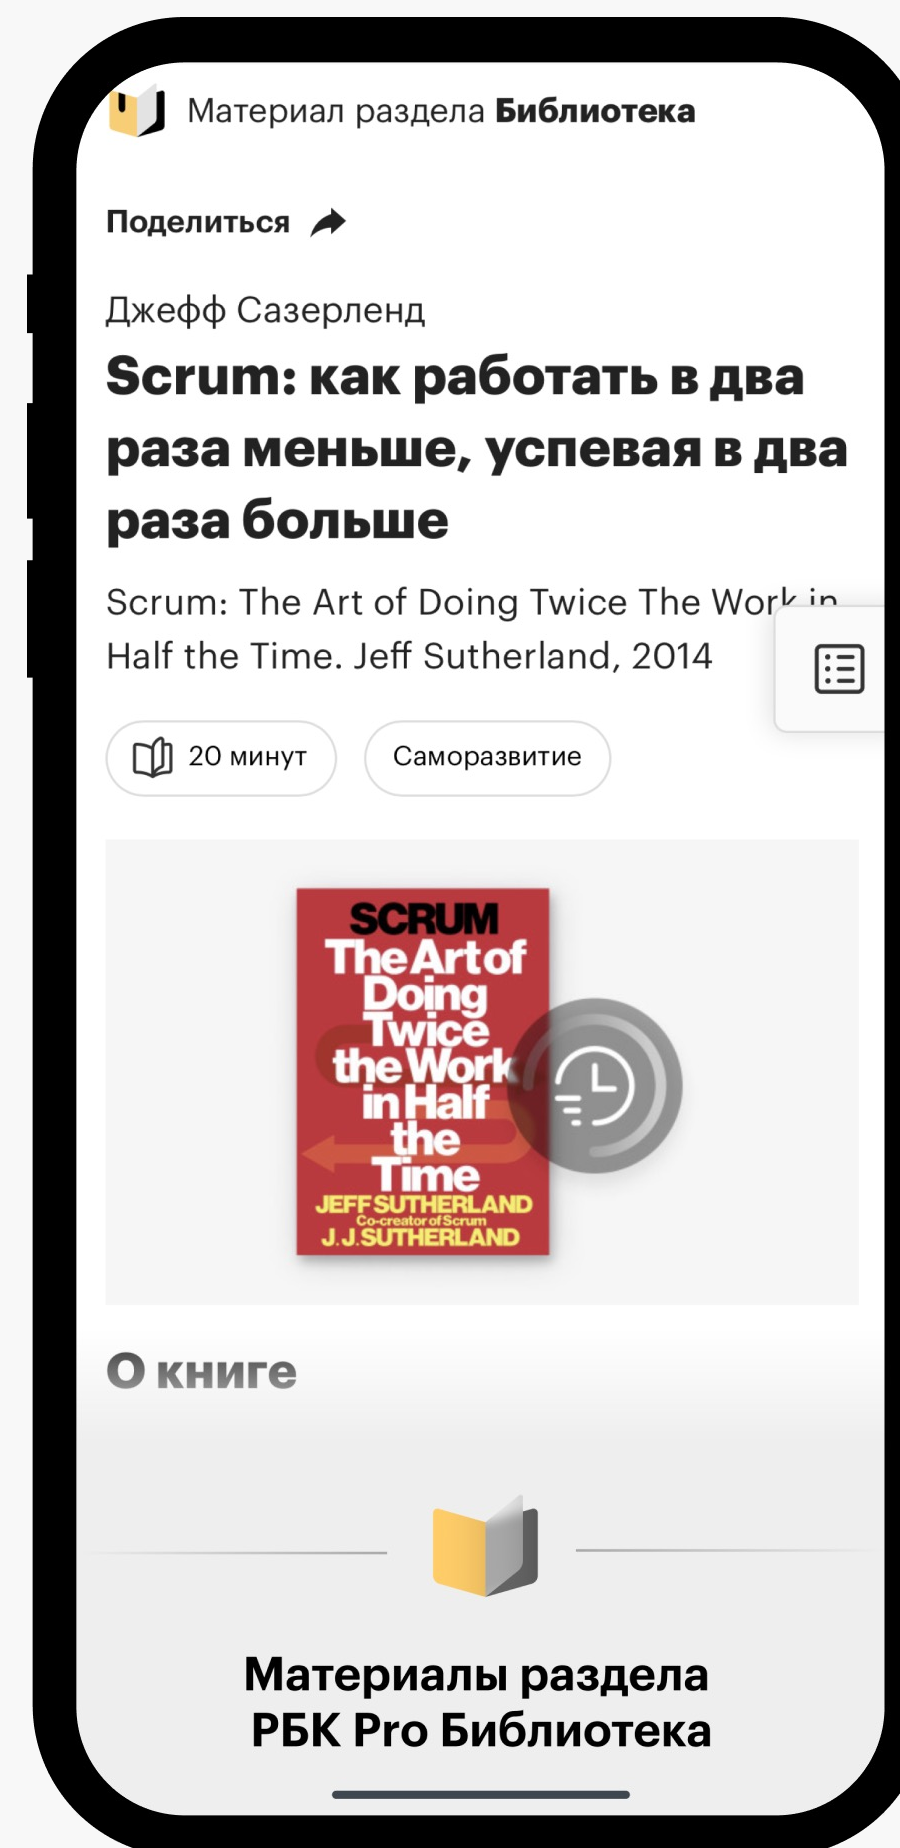 Материал раздела Библиотека
Поделиться
Джефф Сазерленд
Scrum: как работать в два
раза меньше, успевая в два
раза больше
Scrum: The Art of Doing Twice The Work in
Half the Time. Jeff Sutherland, 2014
20 минут
Саморазвитие
SCRUM
The Art of
Doing
Twice
the Work
in Half
the
Time
JEFF SUTHERLAND
Co-creator of Scrum
J.J. SUTHERLAND
О книге
Материалы раздела
РБК Pro Библиотека